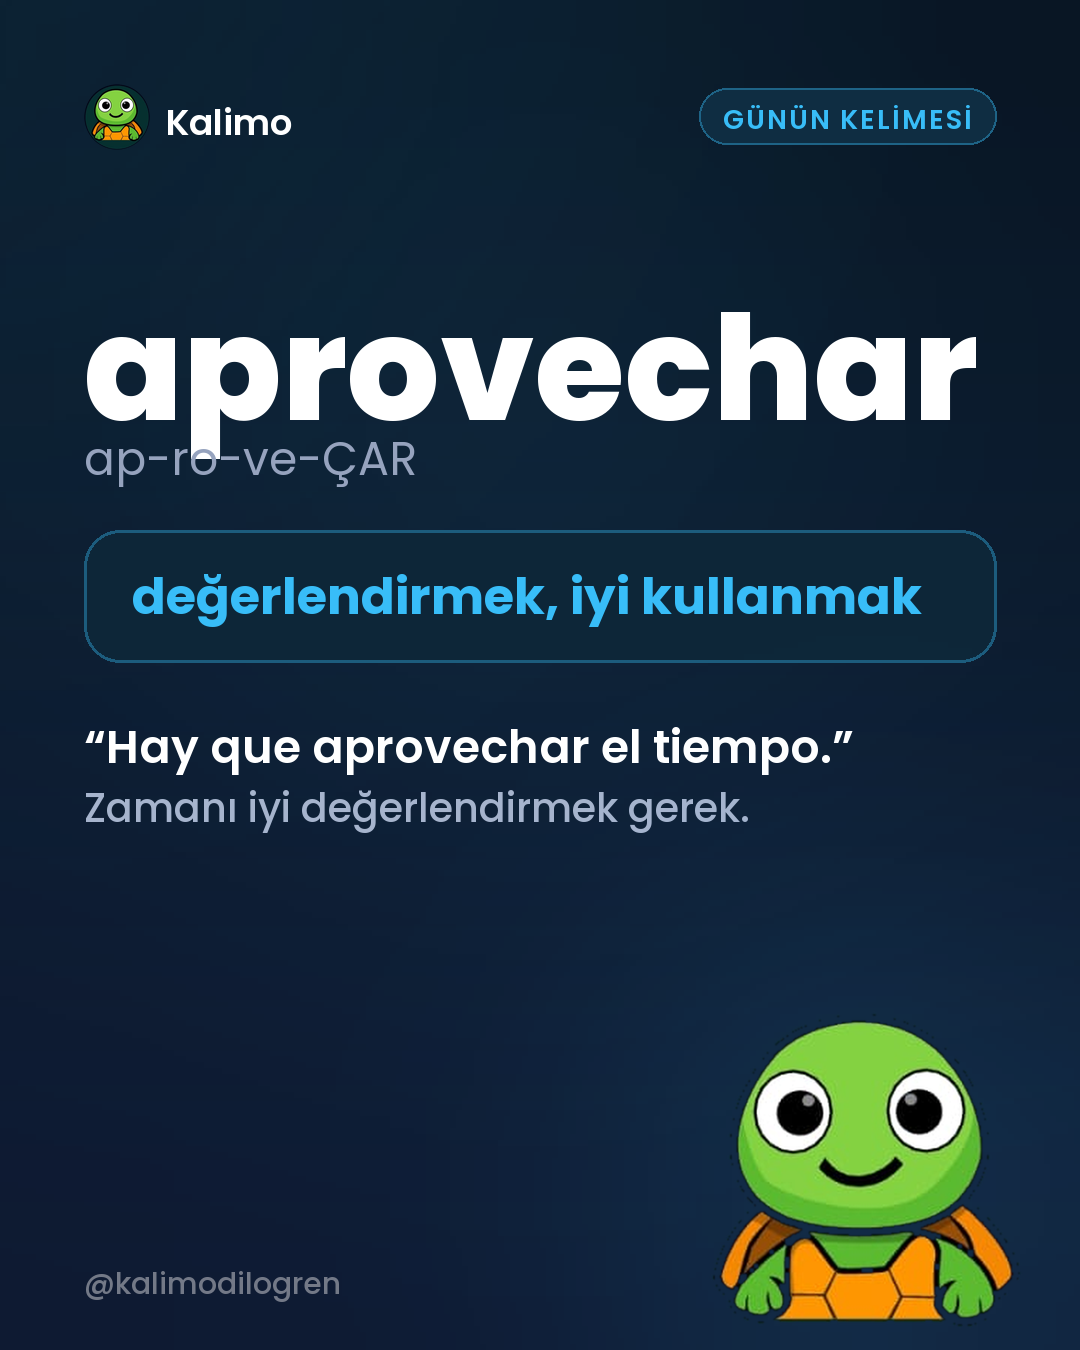 Kalimo
GÜNÜN KELİMESİ
aprovechar
ap-ro-ve-ÇAR
değerlendirmek, iyi kullanmak
“Hay que aprovechar el tiempo.”
Zamanı iyi değerlendirmek gerek.
@kalimodilogren